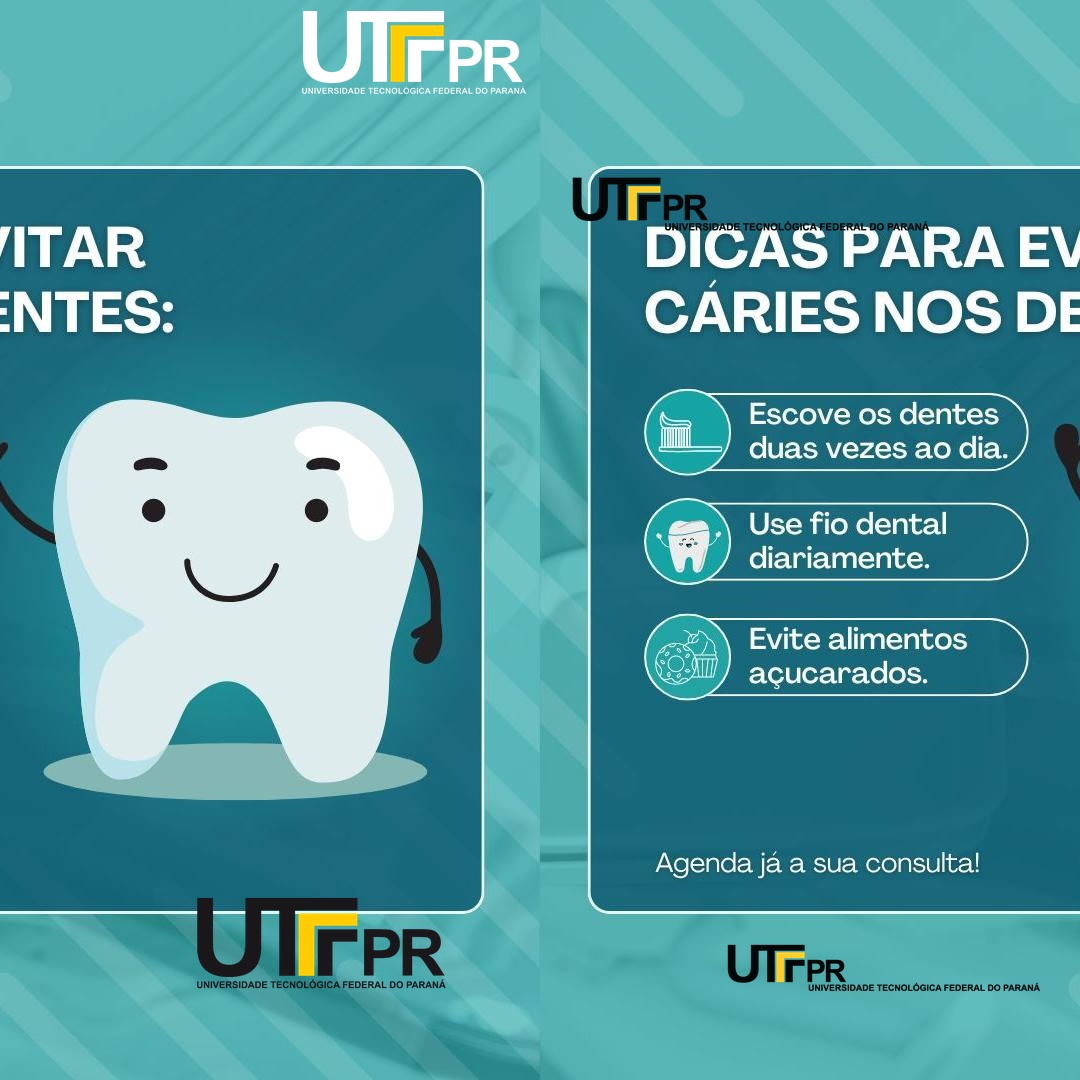 UTFPR
UNIVERSIDADE TECNOLÓGICA FEDERAL DO PARANÁ
VITAR
ENTES:
UTFPR
UNIVERSIDADE TECNOLÓGICA FEDERAL DO PARANÁ
UTFPR
UNIVERSIDADE TECNOLÓGICA FEDERAL DO PARANÁ
DICAS PARA EV
CÁRIES NOS DE
Escove os dentes
duas vezes ao dia.
Use fio dental
diariamente.
Evite alimentos
açucarados.
Agenda já a sua consulta!
UTFPR
UNIVERSIDADE TECNOLÓGICA FEDERAL DO PARANÁ